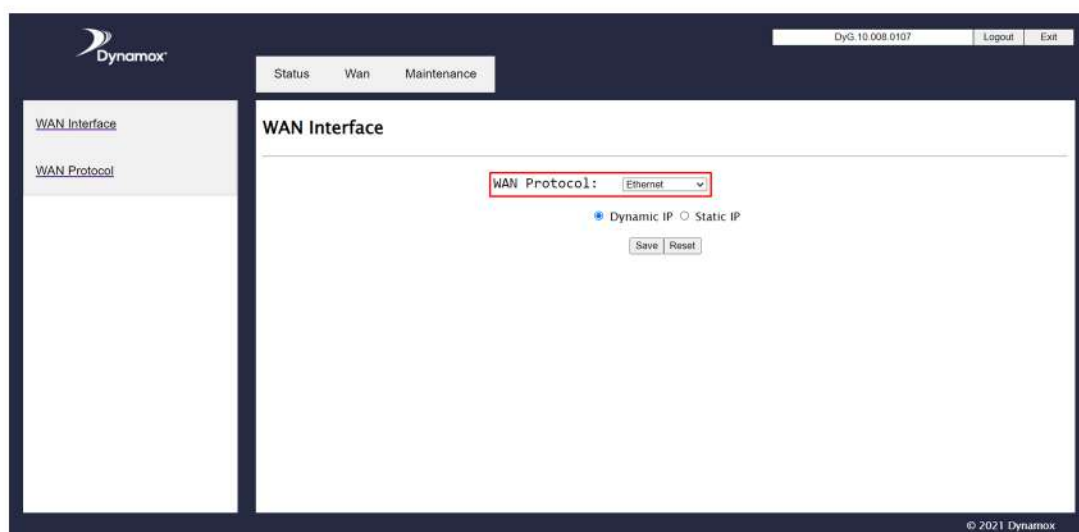 Dynamox
DyG.10.008.0107 Logout Exit
Status Wan Maintenance
WAN Interface
WAN Protocol
WAN Interface
WAN Protocol: Ethernet
Dynamic IP Static IP
Save Reset
© 2021 Dynamox